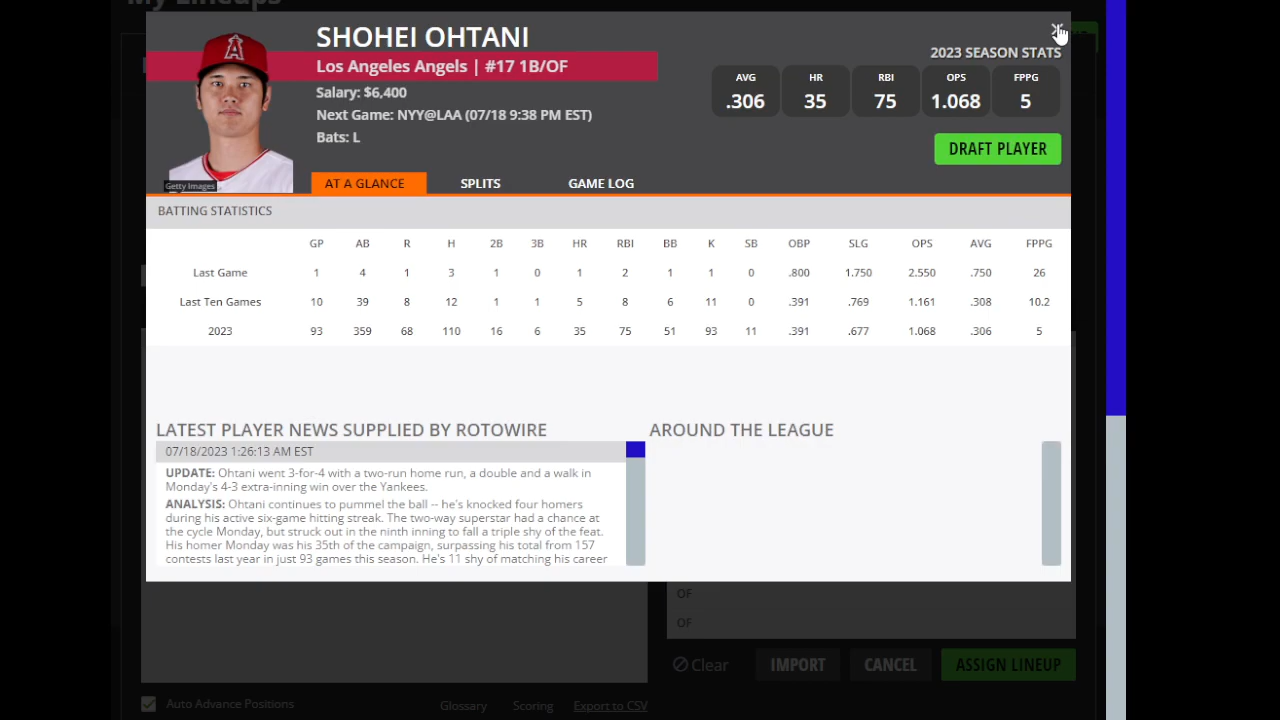 My Lineups
SHOHEI OHTANI
Los Angeles Angels | #17 1B/OF
Salary: $6,400
Next Game: NYY@LAA (07/18 9:38 PM EST)
Bats: L
Getty Images
2023 SEASON STATS
AVG HR RBI OPS FPPG
.306 35 75 1.068 5
DRAFT PLAYER
AT A GLANCE SPLITS GAME LOG
BATTING STATISTICS
GP AB R H 2B 3B HR RBI BB K SB OBP SLG OPS AVG FPPG
Last Game 1 4 1 3 1 0 1 2 1 1 0 .800 1.750 2.550 .750 26
Last Ten Games 10 39 8 12 1 1 5 8 6 11 0 .391 .769 1.161 .308 10.2
2023 93 359 68 110 16 6 35 75 51 93 11 .391 .677 1.068 .306 5
LATEST PLAYER NEWS SUPPLIED BY ROTOWIRE
07/18/2023 1:26:13 AM EST
UPDATE: Ohtani went 3-for-4 with a two-run home run, a double and a walk in
Monday's 4-3 extra-inning win over the Yankees.
ANALYSIS: Ohtani continues to pummel the ball -- he's knocked four homers
during his active six-game hitting streak. The two-way superstar had a chance at
the cycle Monday, but struck out in the ninth inning to fall a triple shy of the feat.
His homer Monday was his 35th of the campaign, surpassing his total from 157
contests last year in just 93 games this season. He's 11 shy of matching his career
AROUND THE LEAGUE
OF
OF
Clear IMPORT CANCEL ASSIGN LINEUP
Auto Advance Positions Glossary Scoring Export to CSV